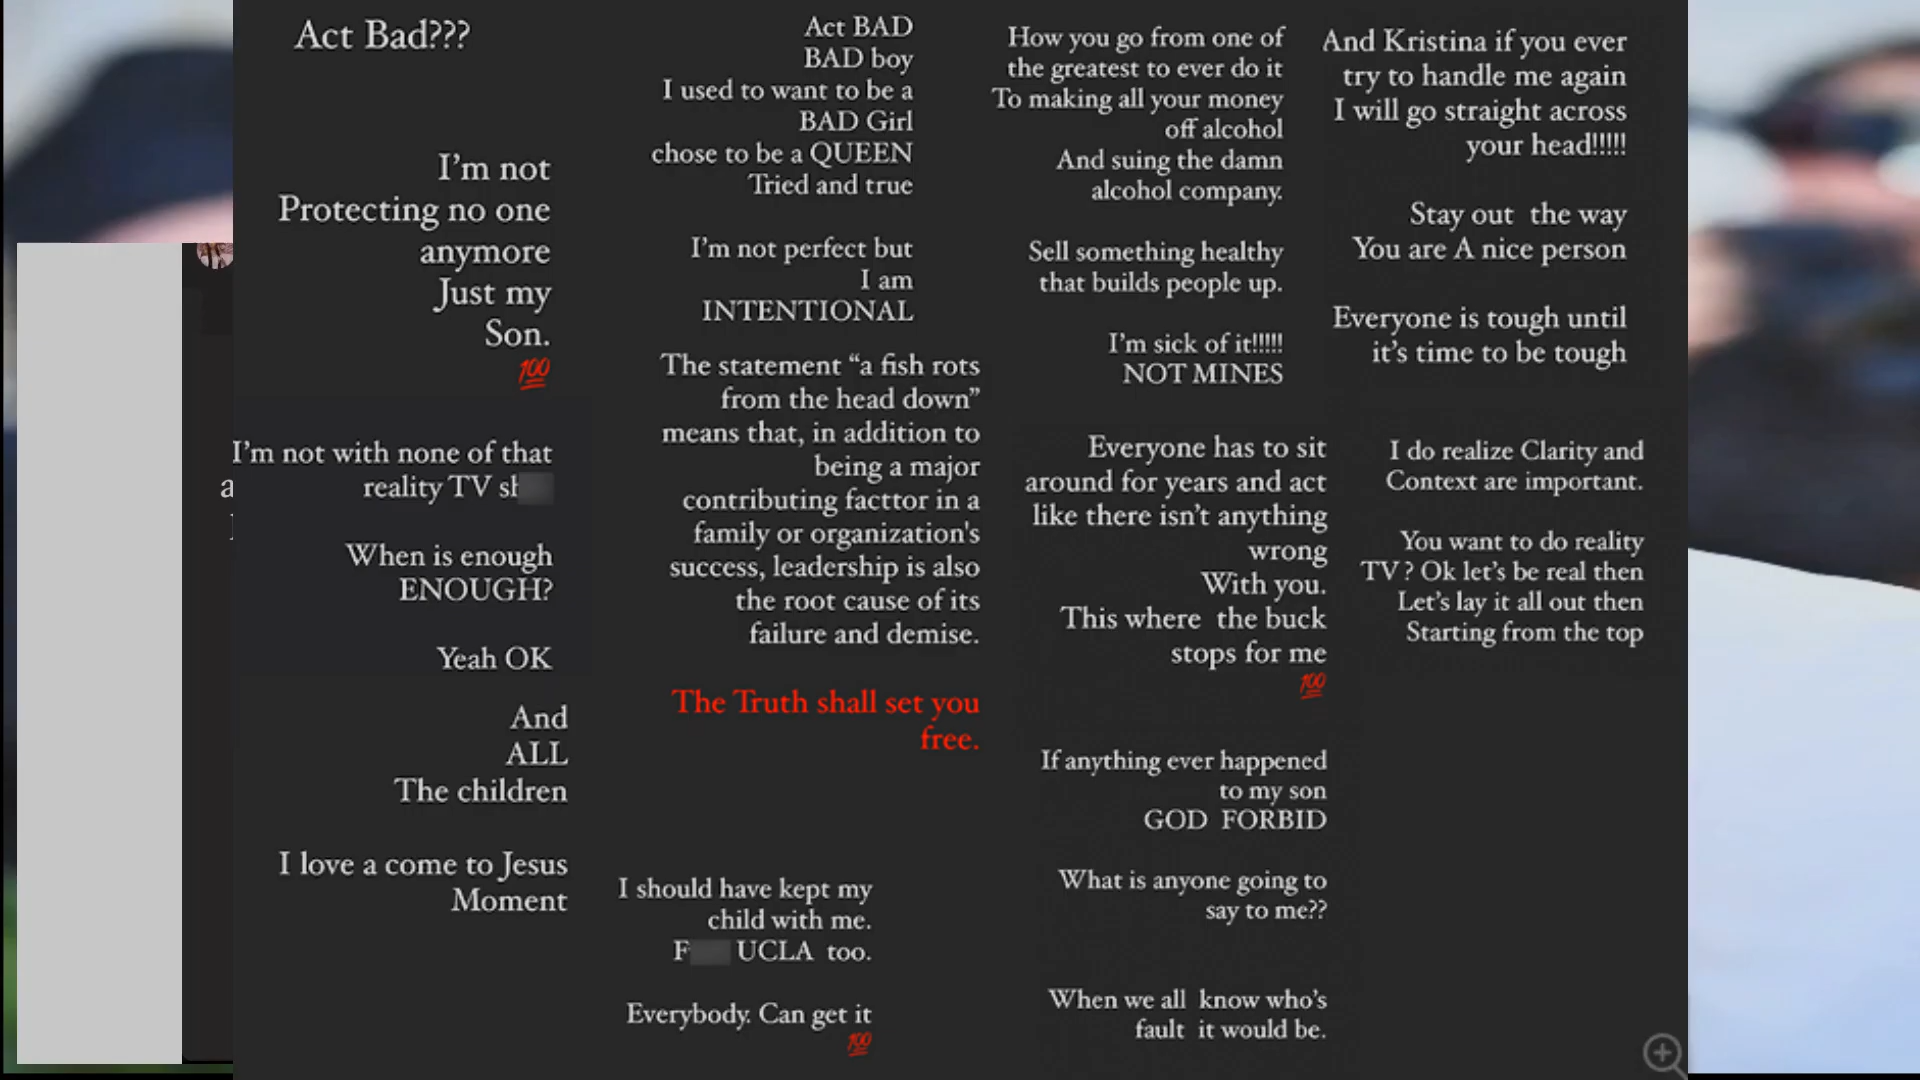 Act Bad???
I'm not
Protecting no one
anymore
Just my
Son.
💯
I'm not with none of that
reality TV sh
When is enough
ENOUGH?
Yeah OK
And
ALL
The children
I love a come to Jesus
Moment
Act BAD
BAD boy
I used to want to be a
BAD Girl
chose to be a QUEEN
Tried and true
I'm not perfect but
I am
INTENTIONAL
The statement “a fish rots
from the head down”
means that, in addition to
being a major
contributing facttor in a
family or organization's
success, leadership is also
the root cause of its
failure and demise.
The Truth shall set you
free.
I should have kept my
child with me.
F UCLA too.
Everybody. Can get it
💯
How you go from one of
the greatest to ever do it
To making all your money
off alcohol
And suing the damn
alcohol company.
Sell something healthy
that builds people up.
I'm sick of it!!!!!
NOT MINES
Everyone has to sit
around for years and act
like there isn't anything
wrong
With you.
This where the buck
stops for me
💯
If anything ever happened
to my son
GOD FORBID
What is anyone going to
say to me??
When we all know who's
fault it would be.
And Kristina if you ever
try to handle me again
I will go straight across
your head!!!!!
Stay out the way
You are A nice person
Everyone is tough until
it's time to be tough
I do realize Clarity and
Context are important.
You want to do reality
TV? Ok let's be real then
Let's lay it all out then
Starting from the top